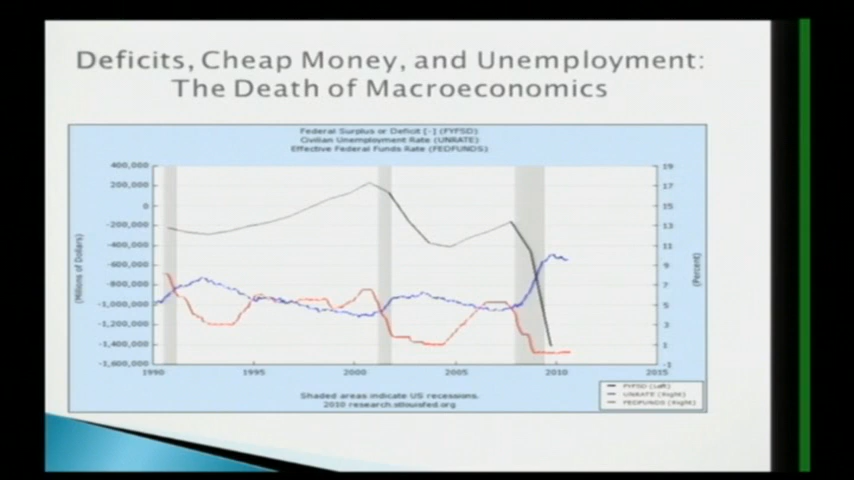 Deficits, Cheap Money, and Unemployment:
The Death of Macroeconomics
Federal Surplus or Deficit [-] (FYFSD)
Civilian Unemployment Rate (UNRATE)
Effective Federal Funds Rate (FEDFUNDS)
400,000
200,000
0
-200,000
-400,000
-600,000
-800,000
-1,000,000
-1,200,000
-1,400,000
-1,600,000
(Millions of Dollars)
19
17
15
13
11
9
7
5
3
1
-1
(Percent)
1990 1995 2000 2005 2010 2015
Shaded areas indicate US recessions.
2010 research.stlouisfed.org
FYFSD (Left)
UNRATE (Right)
FEDFUNDS (Right)